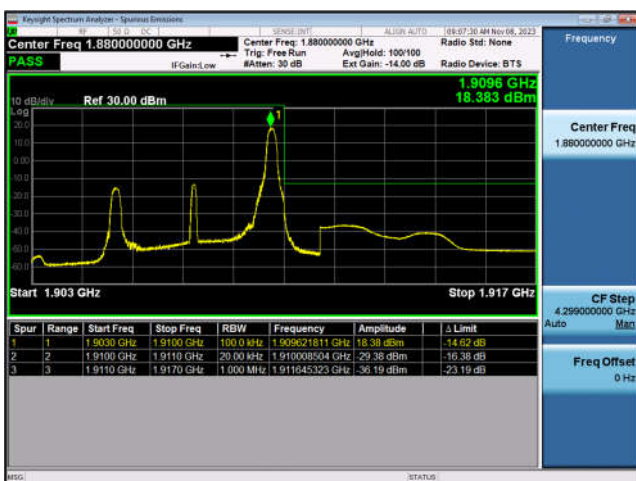 Keysight Spectrum Analyzer - Spurious Emissions
RF 50 Ω DC SENSE:INT ALIGN AUTO 09:07:30 AM Nov 08, 2023
Center Freq 1.880000000 GHz Center Freq: 1.880000000 GHz Radio Std: None
PASS Trig: Free Run Avg|Hold: 100/100
IFGain:Low #Atten: 30 dB Ext Gain: -14.00 dB Radio Device: BTS
1.9096 GHz
10 dB/div Ref 30.00 dBm 18.383 dBm
Log
20.0
1
10.0
0.00
-10.0
-20.0
-30.0
-40.0
-50.0
-60.0
Start 1.903 GHz Stop 1.917 GHz
Spur Range Start Freq Stop Freq RBW Frequency Amplitude Δ Limit
1 1 1.9030 GHz 1.9100 GHz 100.0 kHz 1.909621811 GHz 18.38 dBm -14.62 dB
2 2 1.9100 GHz 1.9110 GHz 20.00 kHz 1.910008504 GHz -29.38 dBm -16.38 dB
3 3 1.9110 GHz 1.9170 GHz 1.000 MHz 1.911645323 GHz -36.19 dBm -23.19 dB
MSG STATUS
Frequency
Center Freq
1.880000000 GHz
CF Step
4.299000000 GHz
Auto Man
Freq Offset
0 Hz